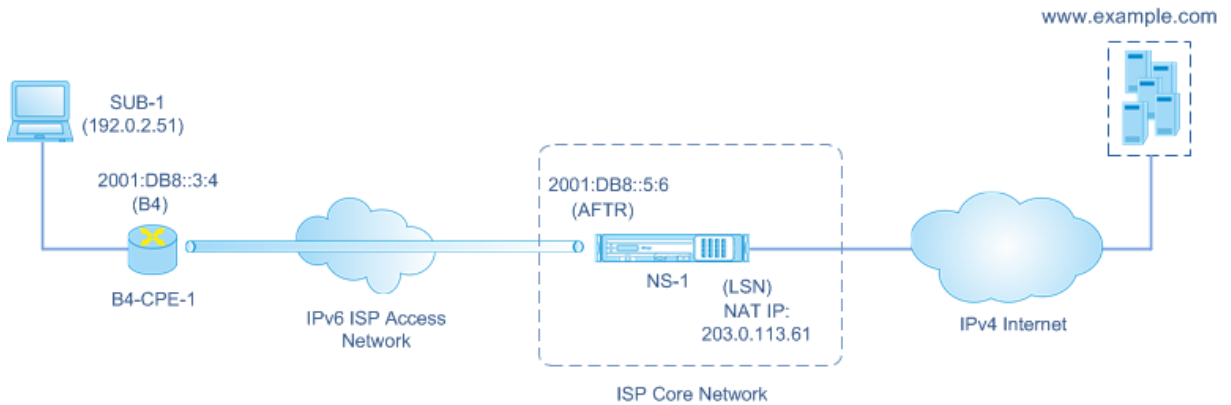 www.example.com
SUB-1
(192.0.2.51)
2001:DB8::3:4
(B4)
B4-CPE-1
IPv6 ISP Access
Network
2001:DB8::5:6
(AFTR)
NS-1
(LSN)
NAT IP:
203.0.113.61
ISP Core Network
IPv4 Internet